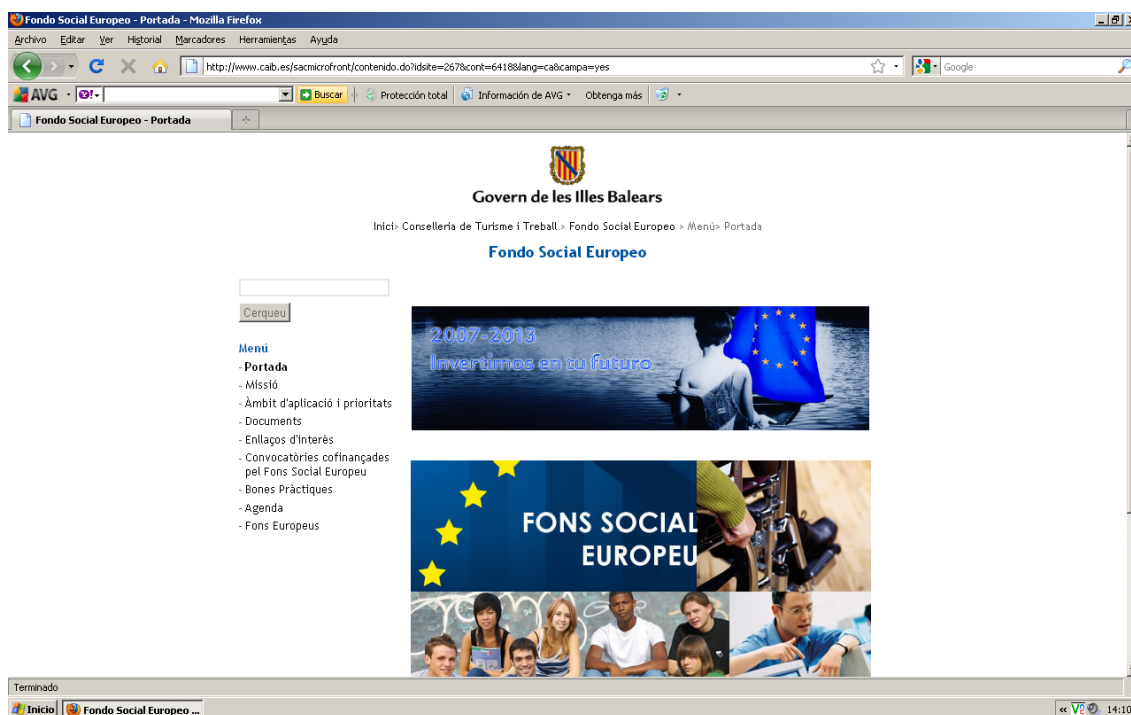 Fondo Social Europeo - Portada - Mozilla Firefox
Archivo Editar Ver Historial Marcadores Herramientas Ayuda
http://www.caib.es/sacmicrofront/contenido.do?idsite=267&cont=6418&lang=ca&campa=yes
Google
AVG Buscar Protección total Información de AVG Obtenga más
Fondo Social Europeo - Portada
Govern de les Illes Balears
Inici> Conselleria de Turisme i Treball > Fondo Social Europeo > Menú> Portada
Fondo Social Europeo
Cerqueu
Menú
- Portada
- Missió
- Àmbit d'aplicació i prioritats
- Documents
- Enllaços d'interès
- Convocatòries cofinançades
pel Fons Social Europeu
- Bones Pràctiques
- Agenda
- Fons Europeus
2007-2013
Invertimos en tu futuro
FONS SOCIAL
EUROPEU
Terminado
Inicio Fondo Social Europeo ...
14:10